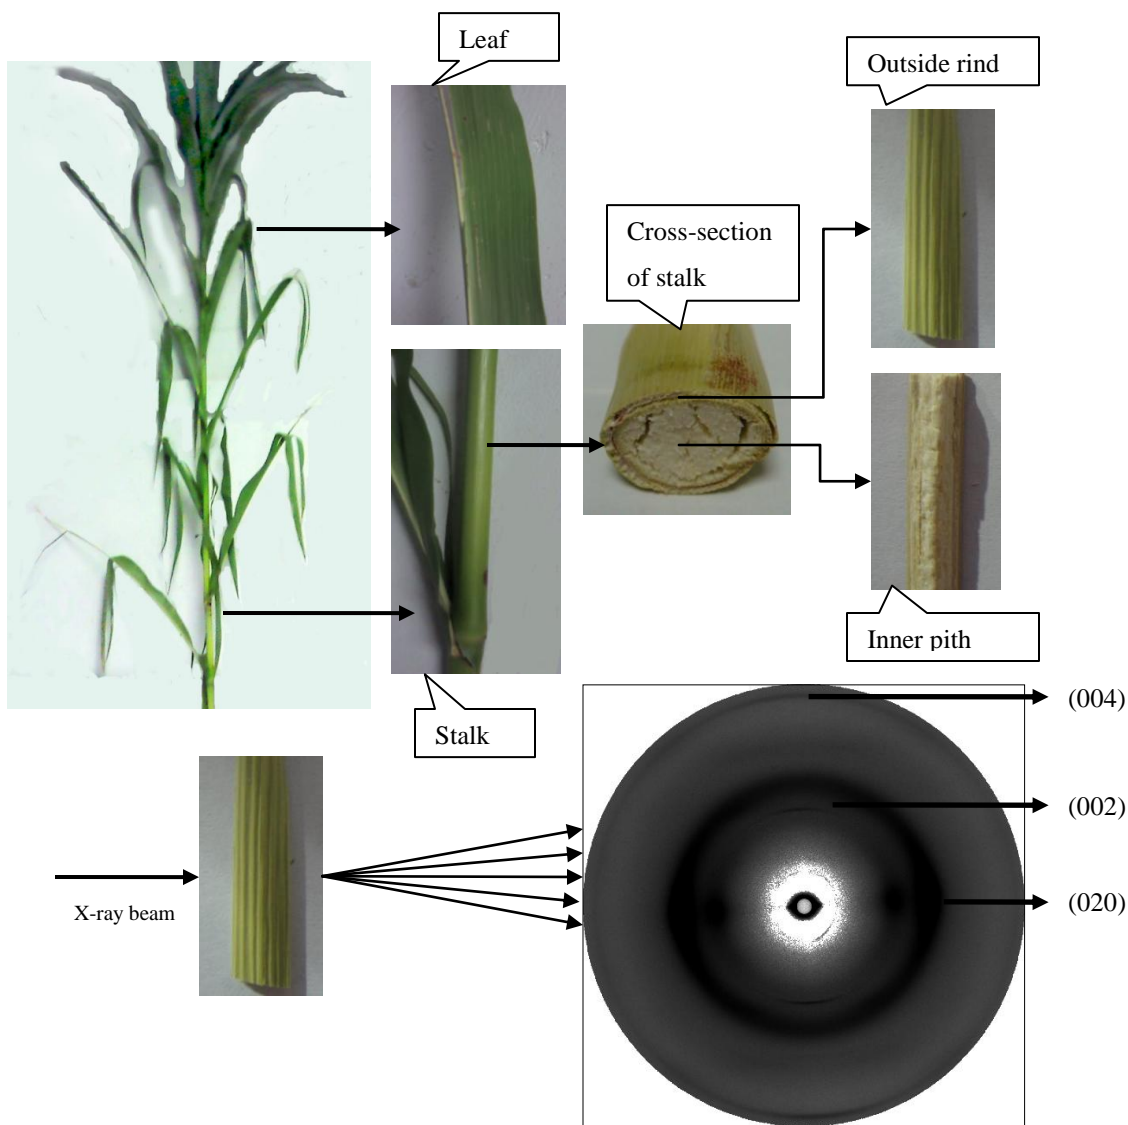 Leaf
Outside rind
Cross-section
of stalk
Inner pith
Stalk
(004)
(002)
(020)
X-ray beam